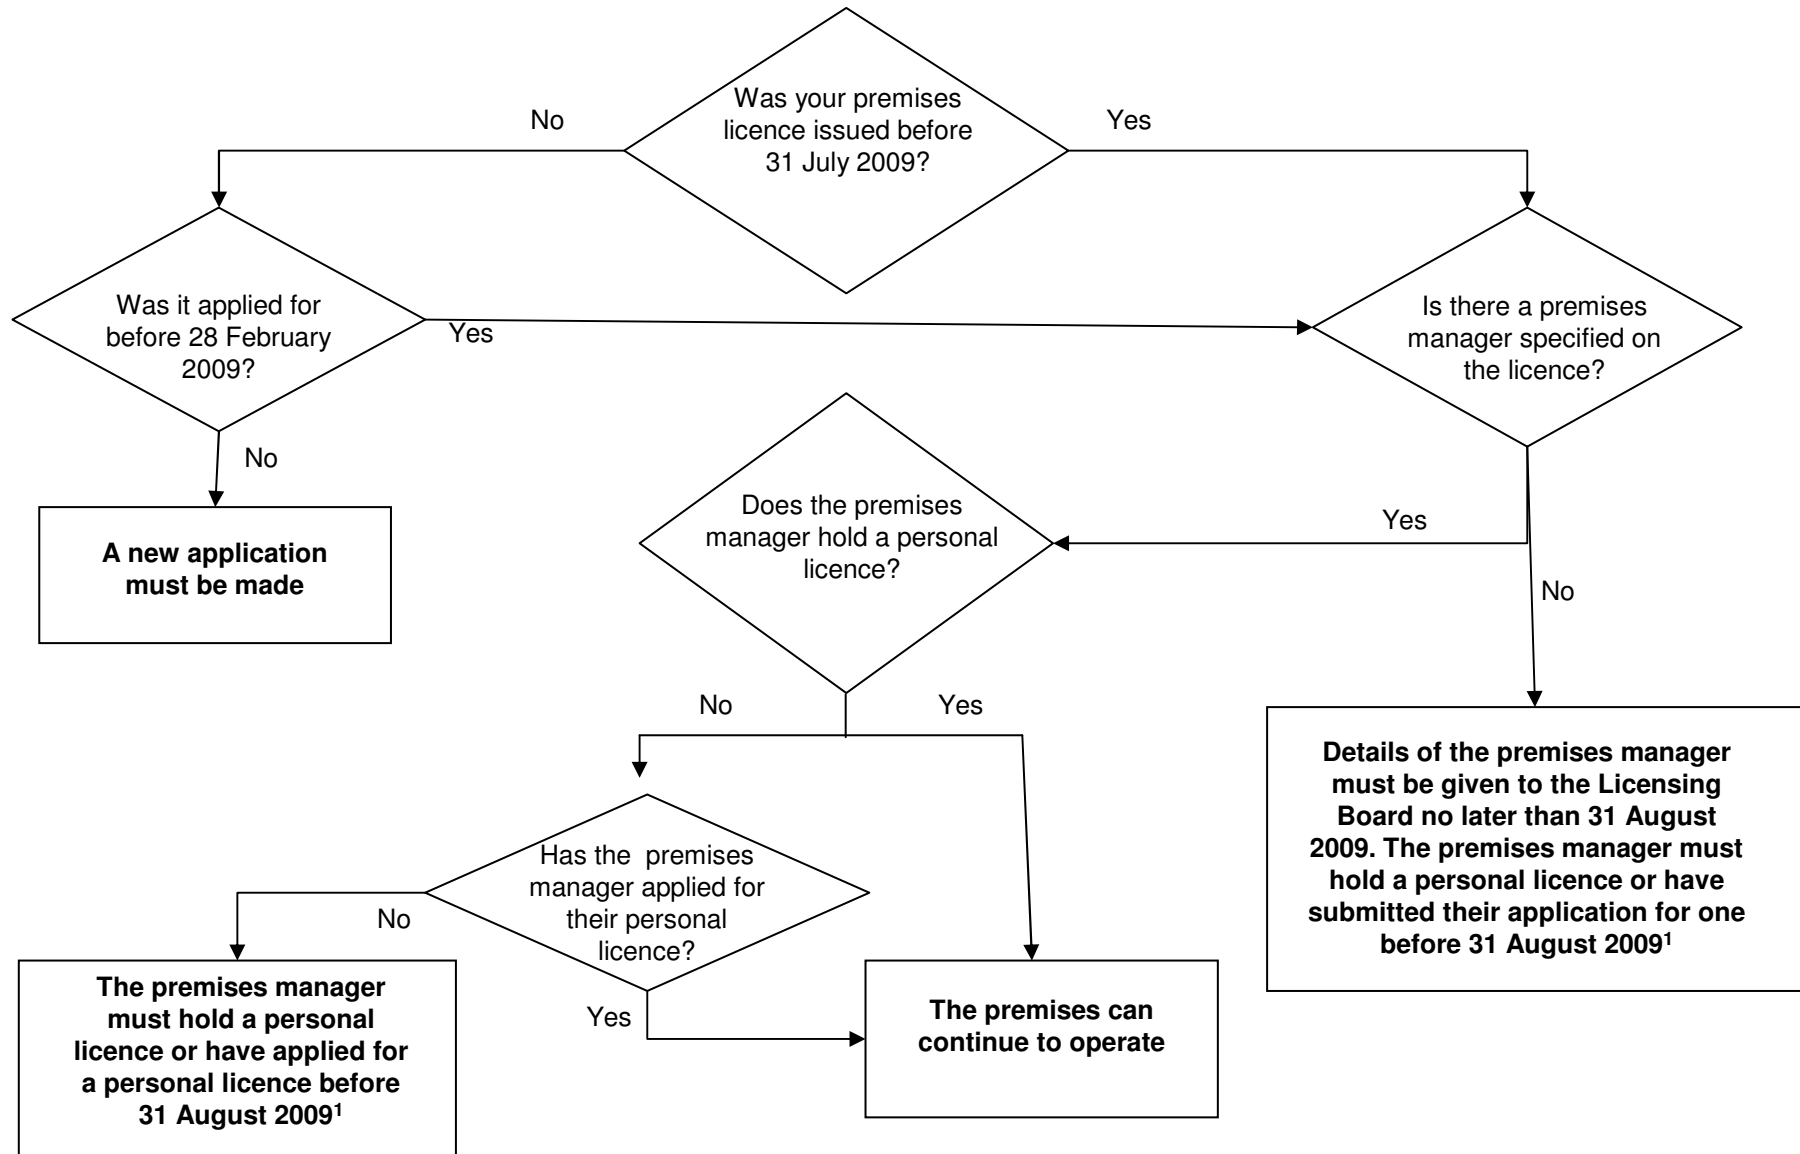 Was your premises
licence issued before
31 July 2009?
No
Yes
Was it applied for
before 28 February
2009?
Yes
Is there a premises
manager specified on
the licence?
No
A new application
must be made
Does the premises
manager hold a personal
licence?
Yes
No
No
Yes
Details of the premises manager
must be given to the Licensing
Board no later than 31 August
2009. The premises manager must
hold a personal licence or have
submitted their application for one
before 31 August 2009¹
Has the  premises
manager applied for
their personal
licence?
No
Yes
The premises manager
must hold a personal
licence or have applied for
a personal licence before
31 August 2009¹
The premises can
continue to operate